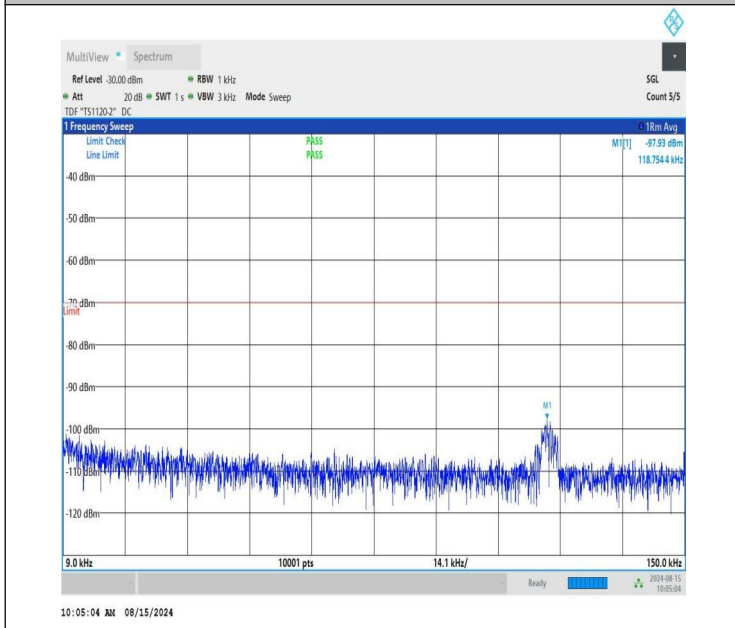 R&S
MultiView Spectrum
Ref Level -30.00 dBm RBW 1 kHz SGL
Att 20 dB SWT 1 s VBW 3 kHz Mode Sweep Count 5/5
TDF "TS1120-2" DC
1 Frequency Sweep 1Rm Avg
Limit Check PASS M1[1] -97.93 dBm
Line Limit PASS 118.754 4 kHz
-40 dBm
-50 dBm
-60 dBm
-70 dBm
Limit
-80 dBm
-90 dBm
M1
-100 dBm
-110 dBm
-120 dBm
9.0 kHz 10001 pts 14.1 kHz/ 150.0 kHz
Ready 2024-08-15
10:05:04
10:05:04 AM 08/15/2024